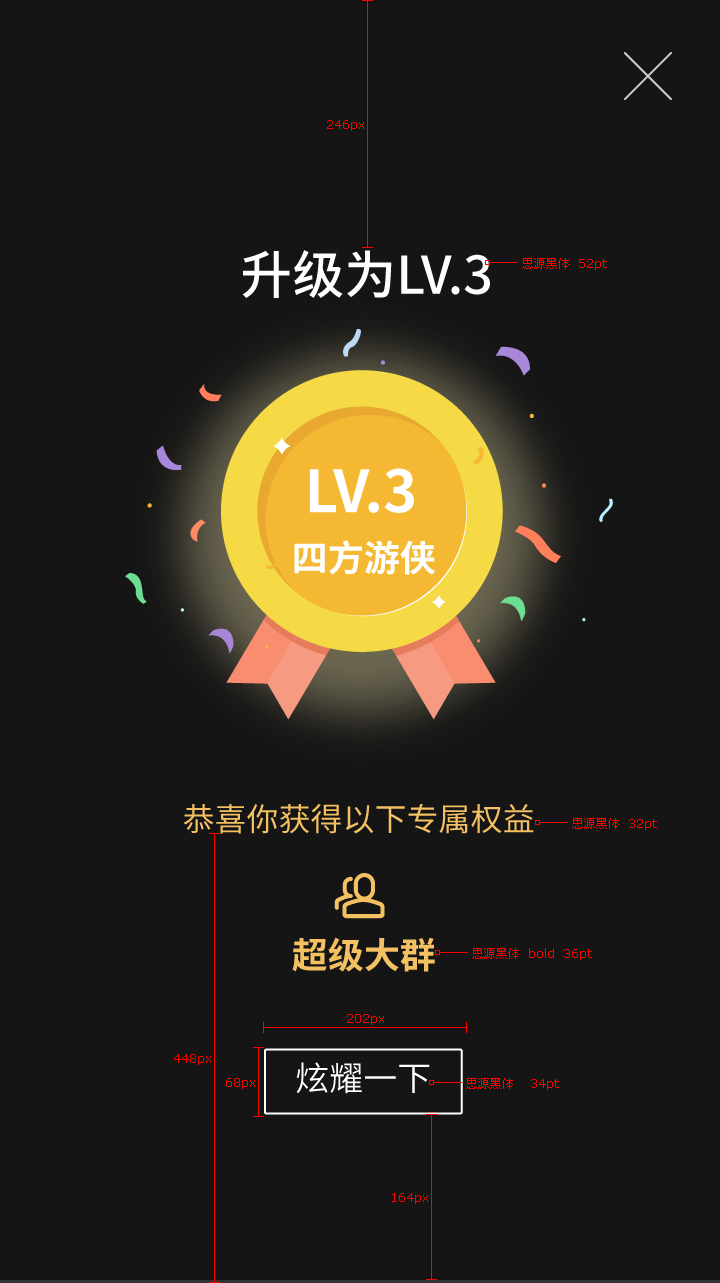 246px
升级为LV.3
思源黑体 52pt
LV.3
四方游侠
恭喜你获得以下专属权益
思源黑体 32pt
超级大群
思源黑体 bold 36pt
202px
448px
68px
炫耀一下
思源黑体 34pt
164px